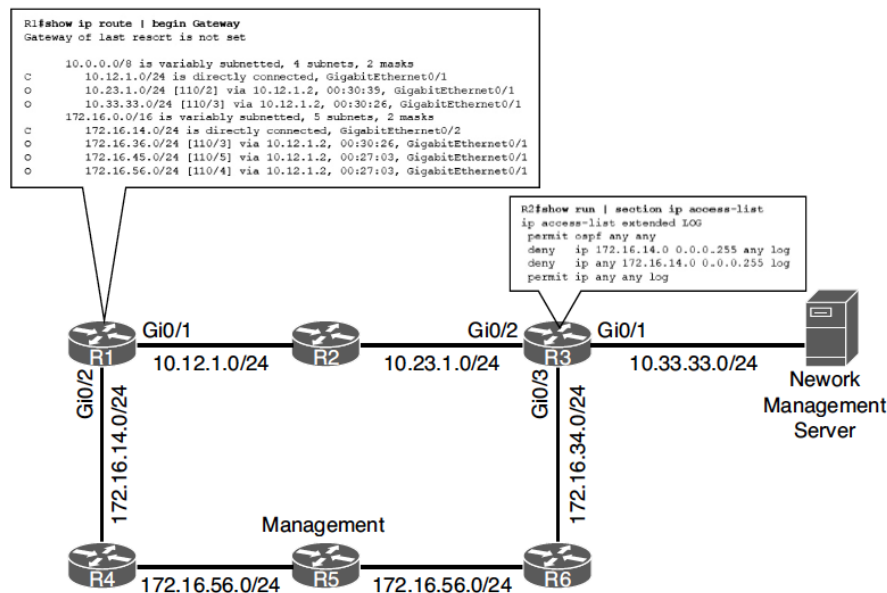 R1#show ip route | begin Gateway
Gateway of last resort is not set
10.0.0.0/8 is variably subnetted, 4 subnets, 2 masks
C 10.12.1.0/24 is directly connected, GigabitEthernet0/1
O 10.23.1.0/24 [110/2] via 10.12.1.2, 00:30:39, GigabitEthernet0/1
O 10.33.33.0/24 [110/3] via 10.12.1.2, 00:30:26, GigabitEthernet0/1
172.16.0.0/16 is variably subnetted, 5 subnets, 2 masks
C 172.16.14.0/24 is directly connected, GigabitEthernet0/2
O 172.16.36.0/24 [110/3] via 10.12.1.2, 00:30:26, GigabitEthernet0/1
O 172.16.45.0/24 [110/5] via 10.12.1.2, 00:27:03, GigabitEthernet0/1
O 172.16.56.0/24 [110/4] via 10.12.1.2, 00:27:03, GigabitEthernet0/1
R2#show run | section ip access-list
ip access-list extended LOG
permit ospf any any
deny ip 172.16.14.0 0.0.0.255 any log
deny ip any 172.16.14.0 0.0.0.255 log
permit ip any any log
R1
Gi0/1
10.12.1.0/24
R2
Gi0/2
10.23.1.0/24
R3
Gi0/1
10.33.33.0/24
Nework
Management
Server
Gi0/2
172.16.14.0/24
Gi0/3
172.16.34.0/24
Management
R4
172.16.56.0/24
R5
172.16.56.0/24
R6